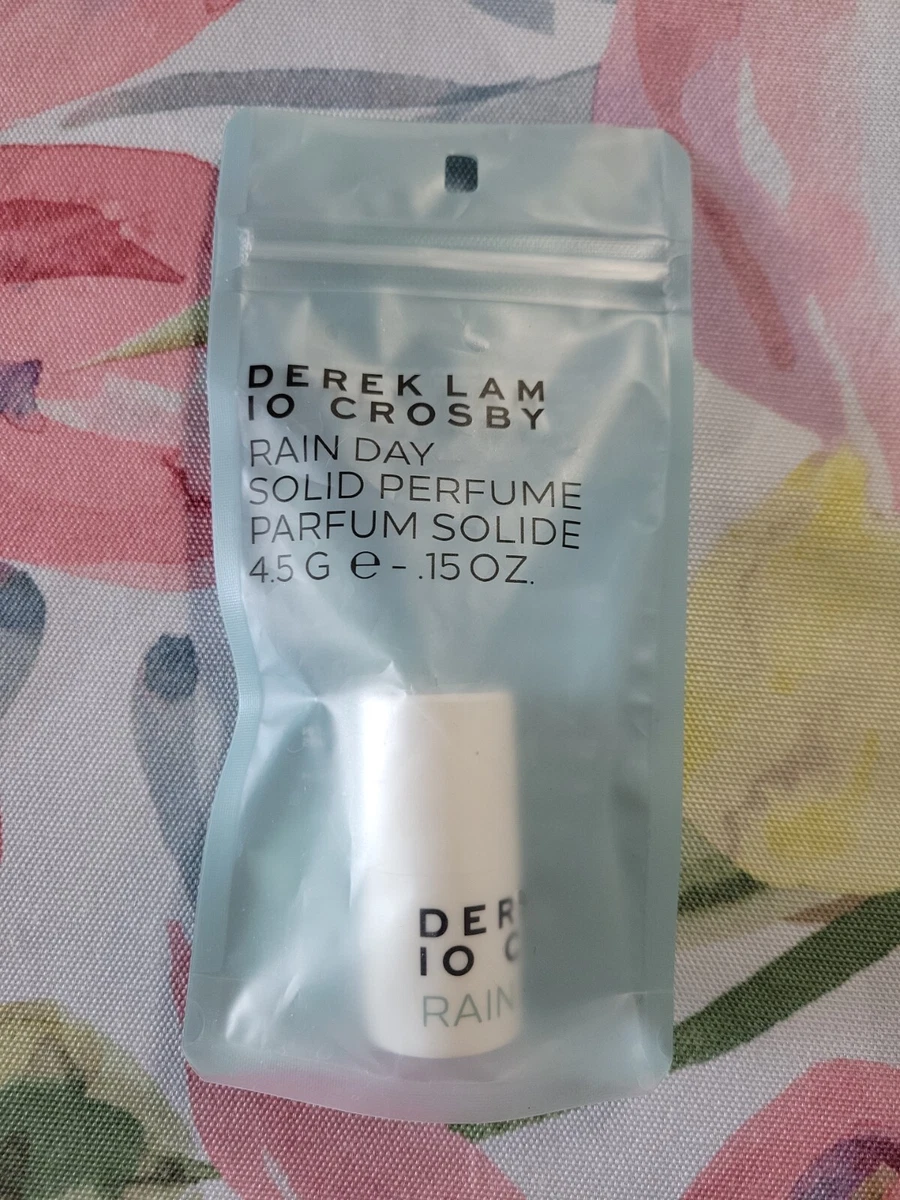 DEREK LAM
10 CROSBY
RAIN DAY
SOLID PERFUME
PARFUM SOLIDE
4.5 G e - .15 OZ.
DER
10 C
RAIN